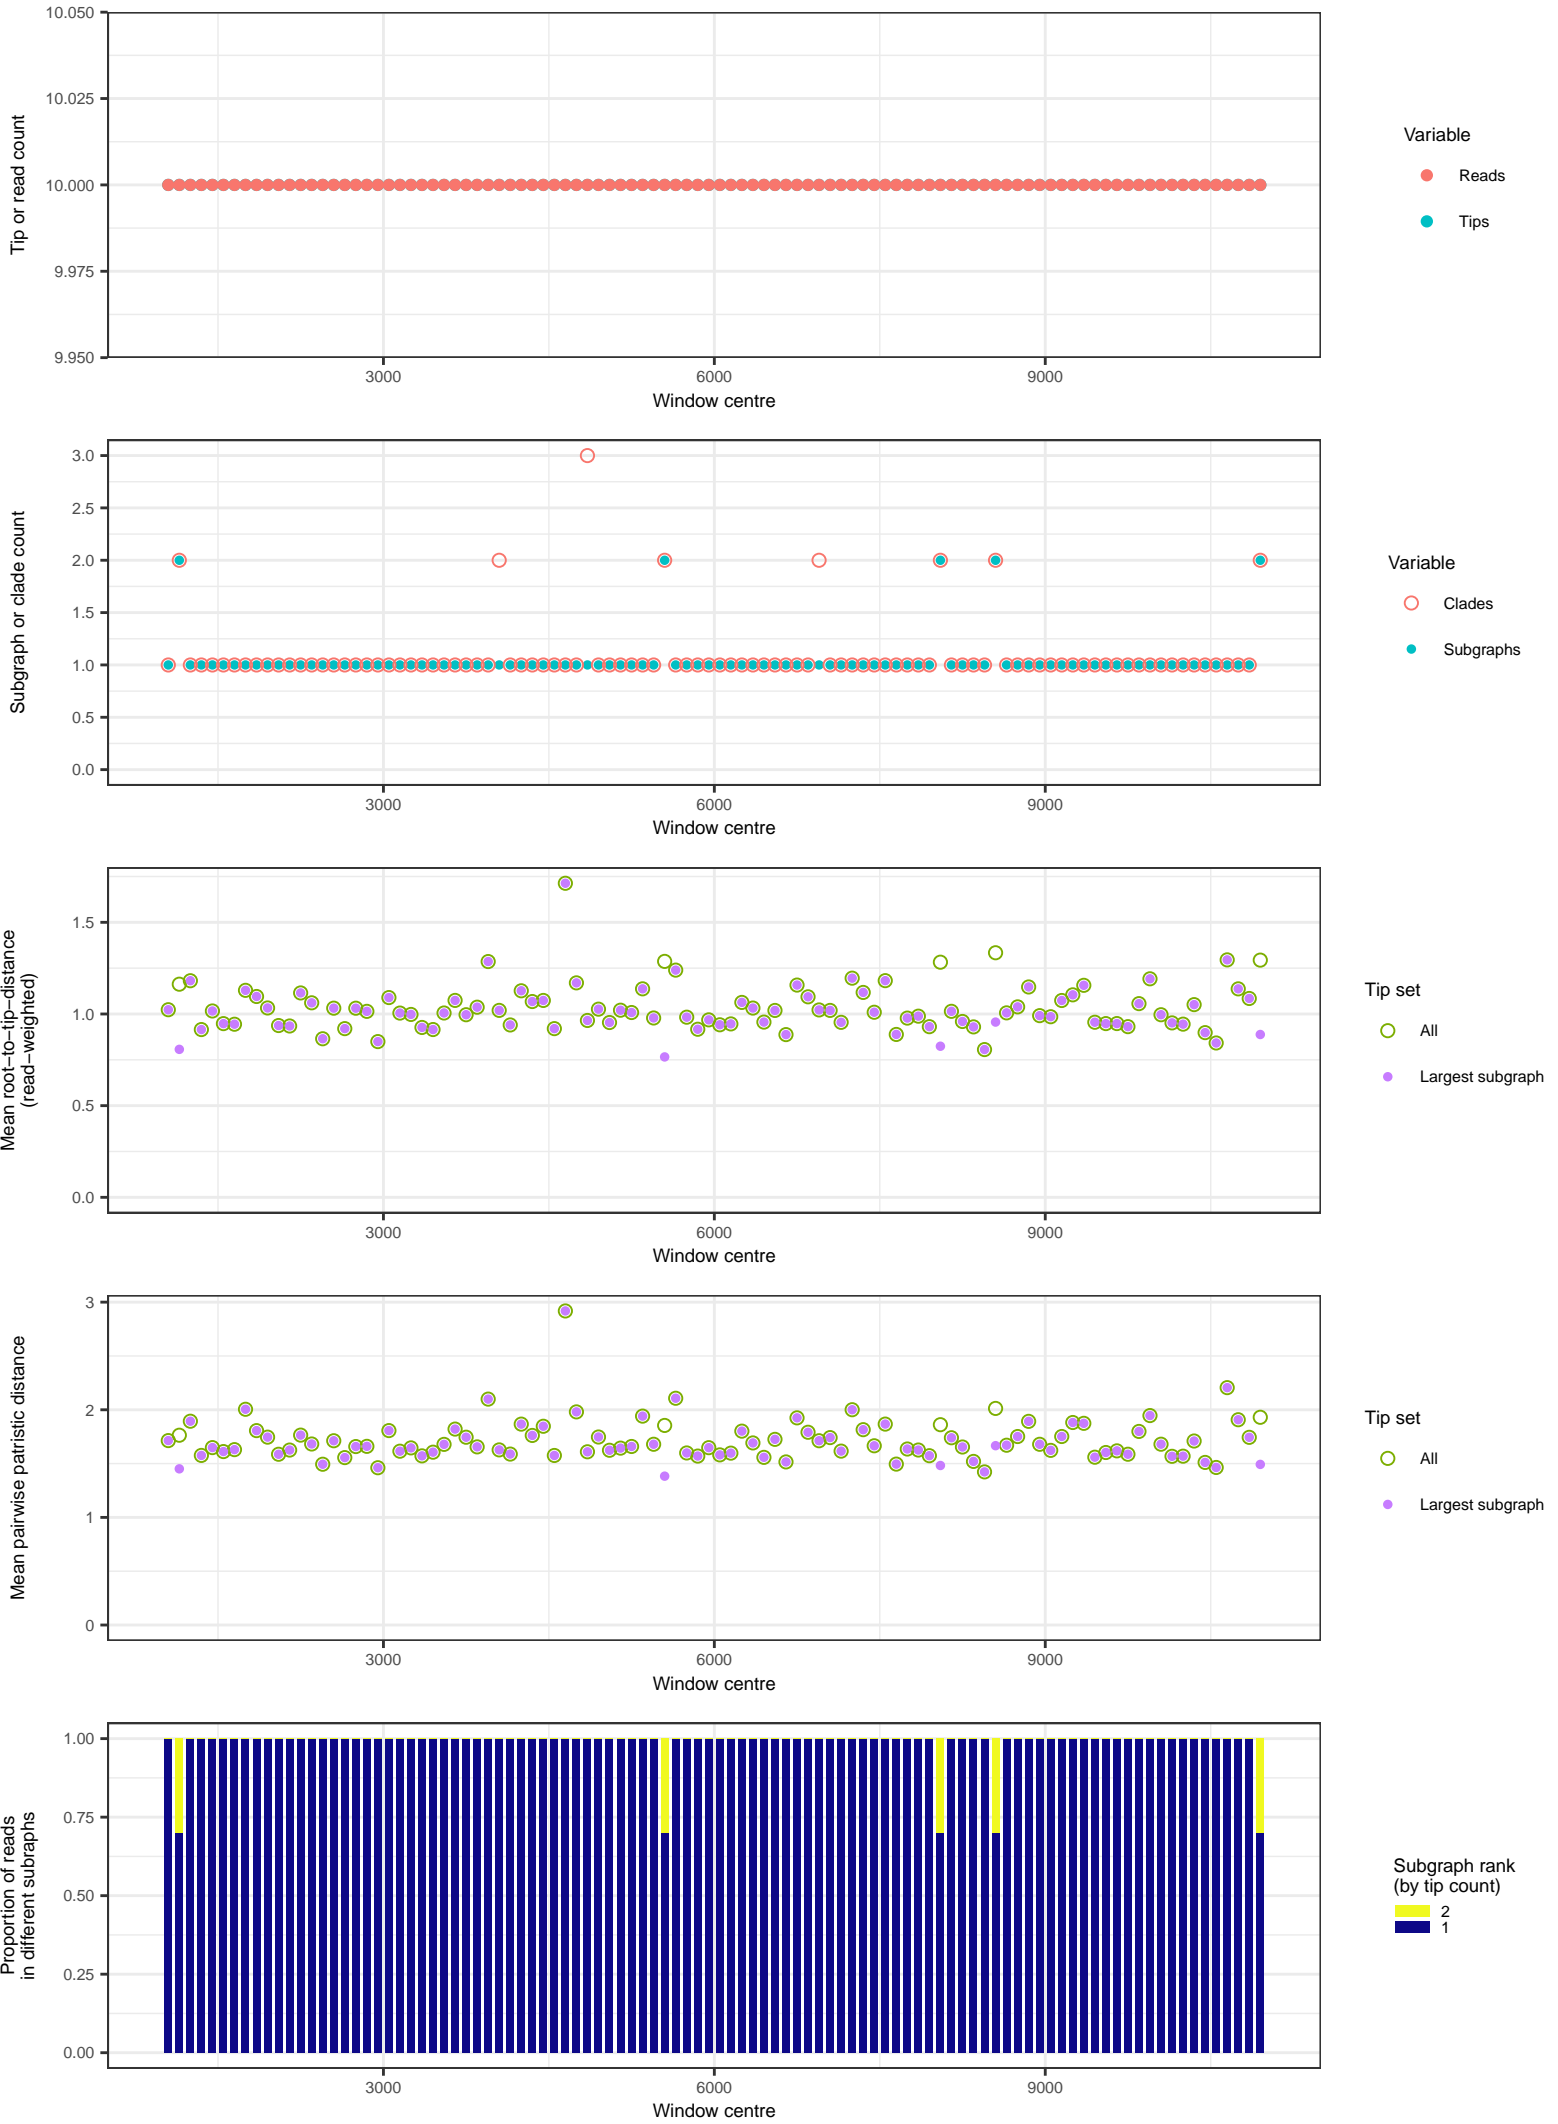 10.050
10.025
10.000
9.975
9.950
Tip or read count
3000
6000
9000
Window centre
Variable
Reads
Tips
3.0
2.5
2.0
1.5
1.0
0.5
0.0
Subgraph or clade count
3000
6000
9000
Window centre
Variable
Clades
Subgraphs
1.5
1.0
0.5
0.0
Mean root−to−tip−distance
(read−weighted)
3000
6000
9000
Window centre
Tip set
All
Largest subgraph
3
2
1
0
Mean pairwise patristic distance
3000
6000
9000
Window centre
Tip set
All
Largest subgraph
1.00
0.75
0.50
0.25
0.00
Proportion of reads
in different subraphs
3000
6000
9000
Window centre
Subgraph rank
(by tip count)
2
1